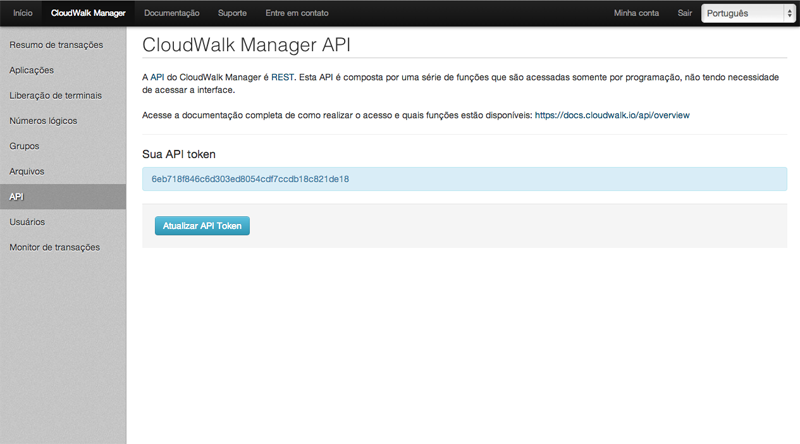 Início CloudWalk Manager Documentação Suporte Entre em contato Minha conta Sair Português
Resumo de transações
Aplicações
Liberação de terminais
Números lógicos
Grupos
Arquivos
API
Usuários
Monitor de transações
CloudWalk Manager API
A API do CloudWalk Manager é REST. Esta API é composta por uma série de funções que são acessadas somente por programação, não tendo necessidade
de acessar a interface.
Acesse a documentação completa de como realizar o acesso e quais funções estão disponíveis: https://docs.cloudwalk.io/api/overview
Sua API token
6eb718f846c6d303ed8054cdf7ccdb18c821de18
Atualizar API Token